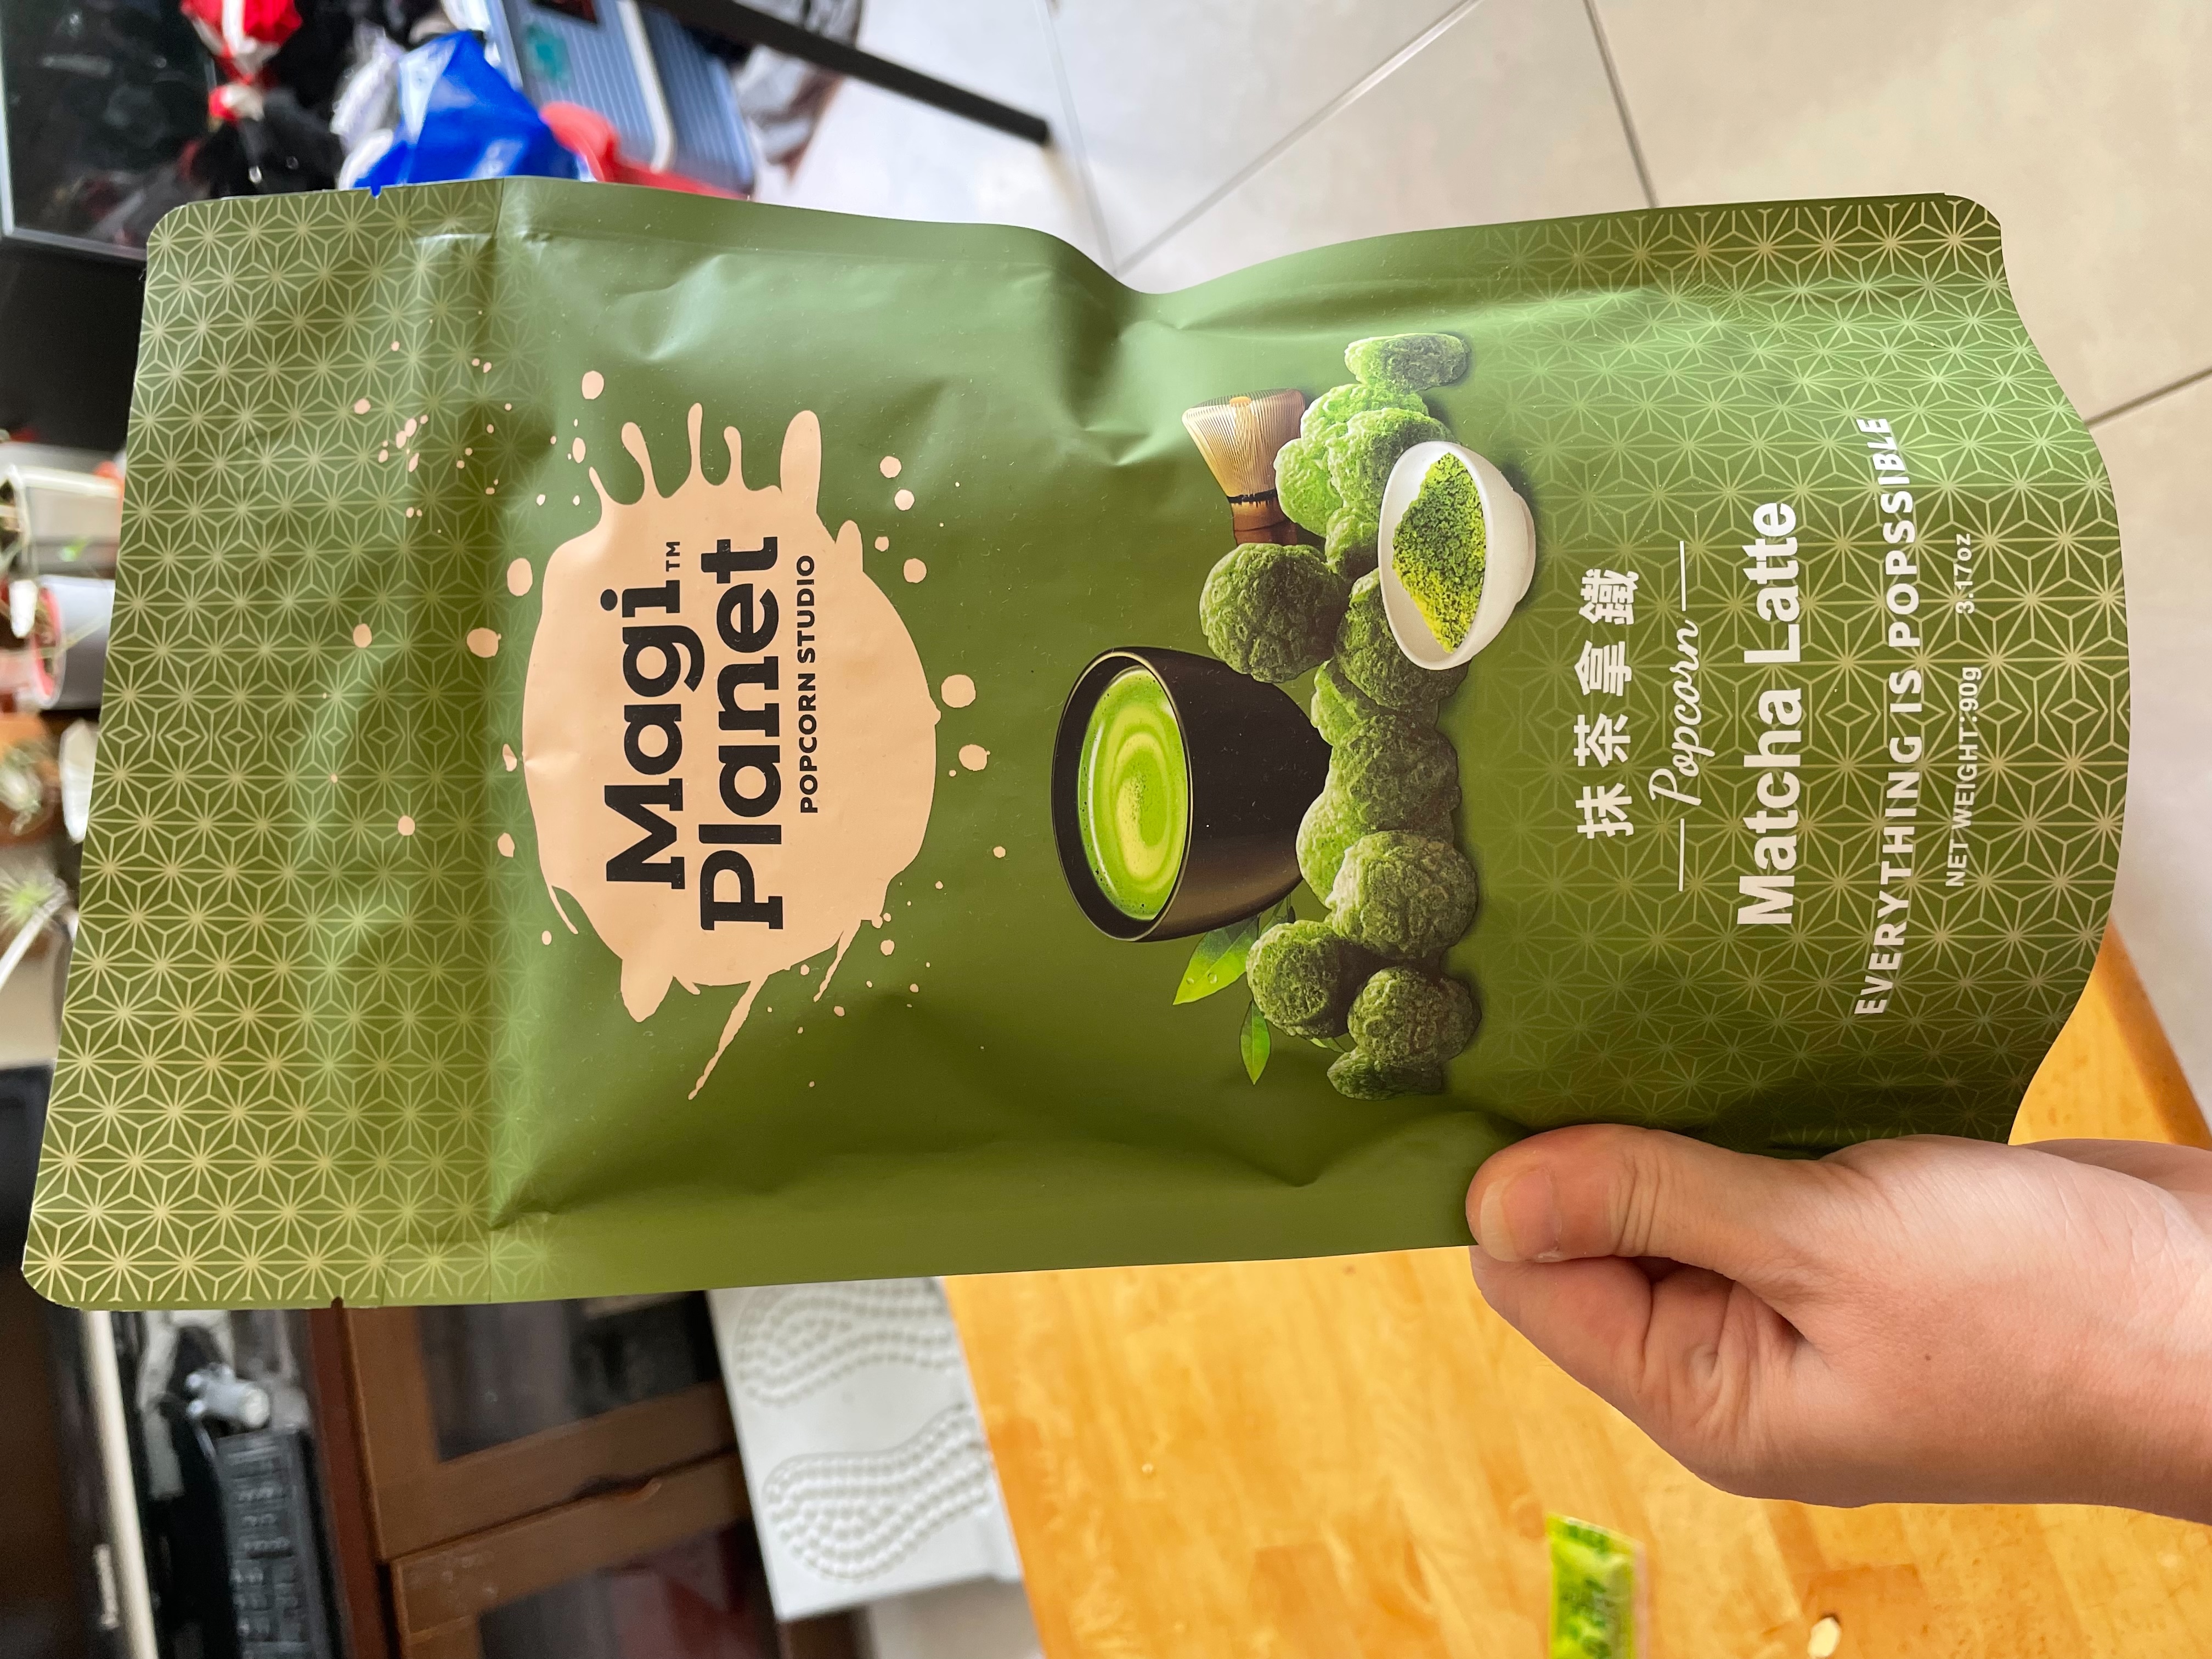 Magi™
Planet
POPCORN STUDIO
抹茶拿鐵
Popcorn
Matcha Latte
EVERYTHING IS POPSSIBLE
NET WEIGHT:90g 3.17oz